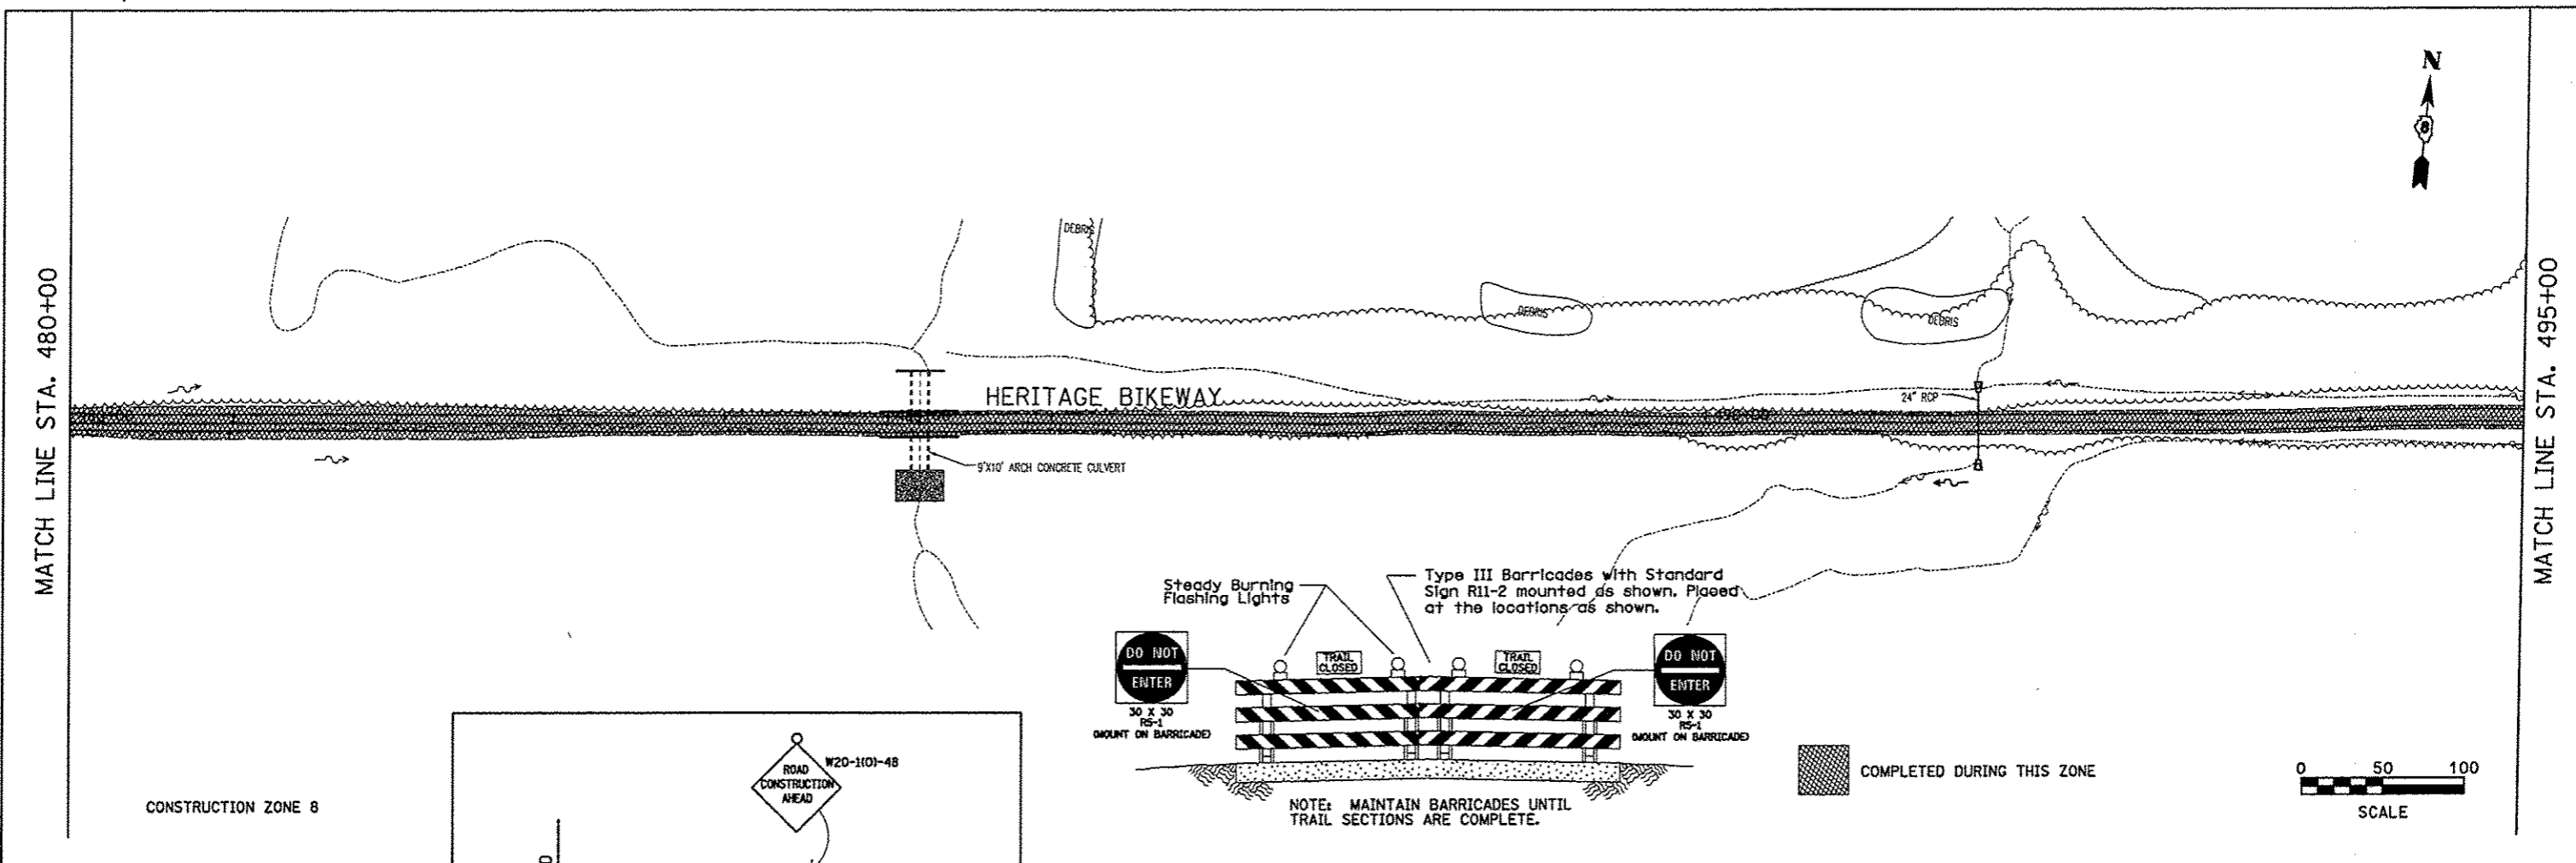 N
8
DEBRIS
MATCH LINE STA. 480+00
MATCH LINE STA. 495+00
DEBRIS
DEBRIS
HERITAGE BIKEWAY
24" RCP
9'X10' ARCH CONCRETE CULVERT
Steady Burning
Flashing Lights
Type III Barricades with Standard
Sign R11-2 mounted as shown. Placed
at the locations as shown.
DO NOT
ENTER
30 X 30
R5-1
(MOUNT ON BARRICADE)
TRAIL
CLOSED
TRAIL
CLOSED
DO NOT
ENTER
30 X 30
R5-1
(MOUNT ON BARRICADE)
NOTE: MAINTAIN BARRICADES UNTIL
TRAIL SECTIONS ARE COMPLETE.
COMPLETED DURING THIS ZONE
0 50 100
SCALE
CONSTRUCTION ZONE 8
ROAD
CONSTRUCTION
AHEAD
W20-1(O)-48